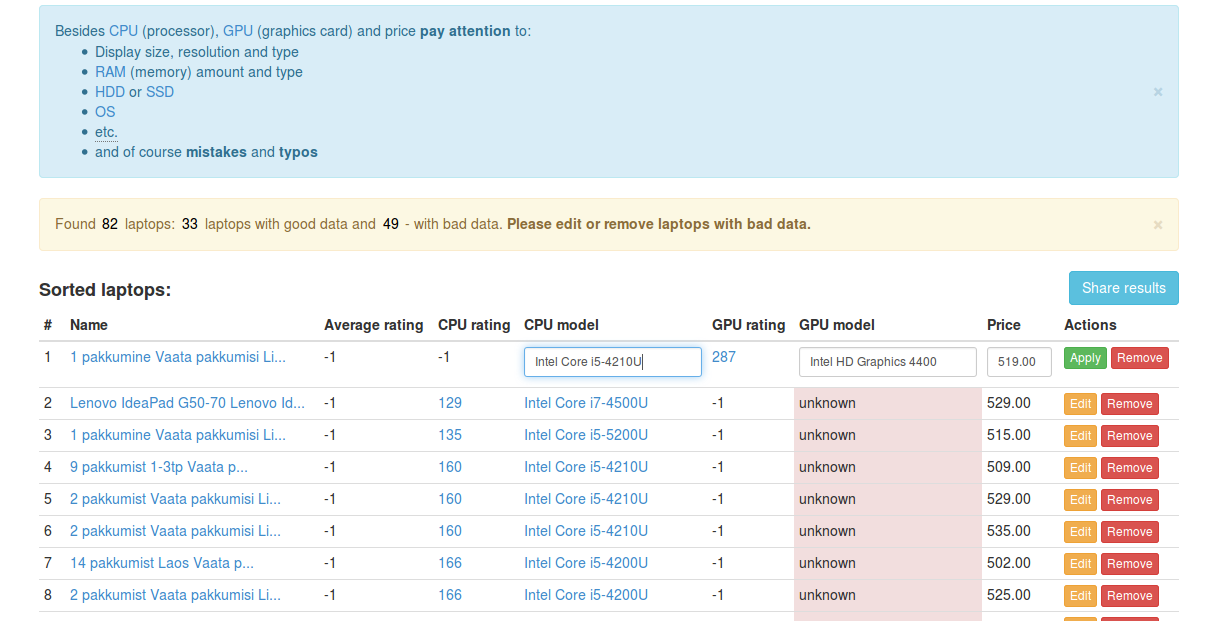 Besides CPU (processor), GPU (graphics card) and price pay attention to:
• Display size, resolution and type
• RAM (memory) amount and type
• HDD or SSD
• OS
• etc.
• and of course mistakes and typos
×
Found 82 laptops: 33 laptops with good data and 49 - with bad data. Please edit or remove laptops with bad data.
×
Sorted laptops:
Share results
# Name Average rating CPU rating CPU model GPU rating GPU model Price Actions
1 1 pakkumine Vaata pakkumisi Li... -1 -1 Intel Core i5-4210U 287 Intel HD Graphics 4400 519.00 Apply Remove
2 Lenovo IdeaPad G50-70 Lenovo Id... -1 129 Intel Core i7-4500U -1 unknown 529.00 Edit Remove
3 1 pakkumine Vaata pakkumisi Li... -1 135 Intel Core i5-5200U -1 unknown 515.00 Edit Remove
4 9 pakkumist 1-3tp Vaata p... -1 160 Intel Core i5-4210U -1 unknown 509.00 Edit Remove
5 2 pakkumist Vaata pakkumisi Li... -1 160 Intel Core i5-4210U -1 unknown 529.00 Edit Remove
6 2 pakkumist Vaata pakkumisi Li... -1 160 Intel Core i5-4210U -1 unknown 535.00 Edit Remove
7 14 pakkumist Laos Vaata p... -1 166 Intel Core i5-4200U -1 unknown 502.00 Edit Remove
8 2 pakkumist Vaata pakkumisi Li... -1 166 Intel Core i5-4200U -1 unknown 525.00 Edit Remove